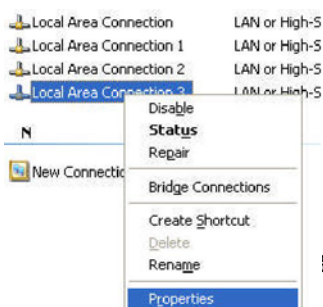 Local Area Connection LAN or High-S
Local Area Connection 1 LAN or High-S
Local Area Connection 2 LAN or High-S
Local Area Connection 3 LAN or High-S
Disable
Status
N
Repair
New Connectio
Bridge Connections
Create Shortcut
Delete
Rename
Properties